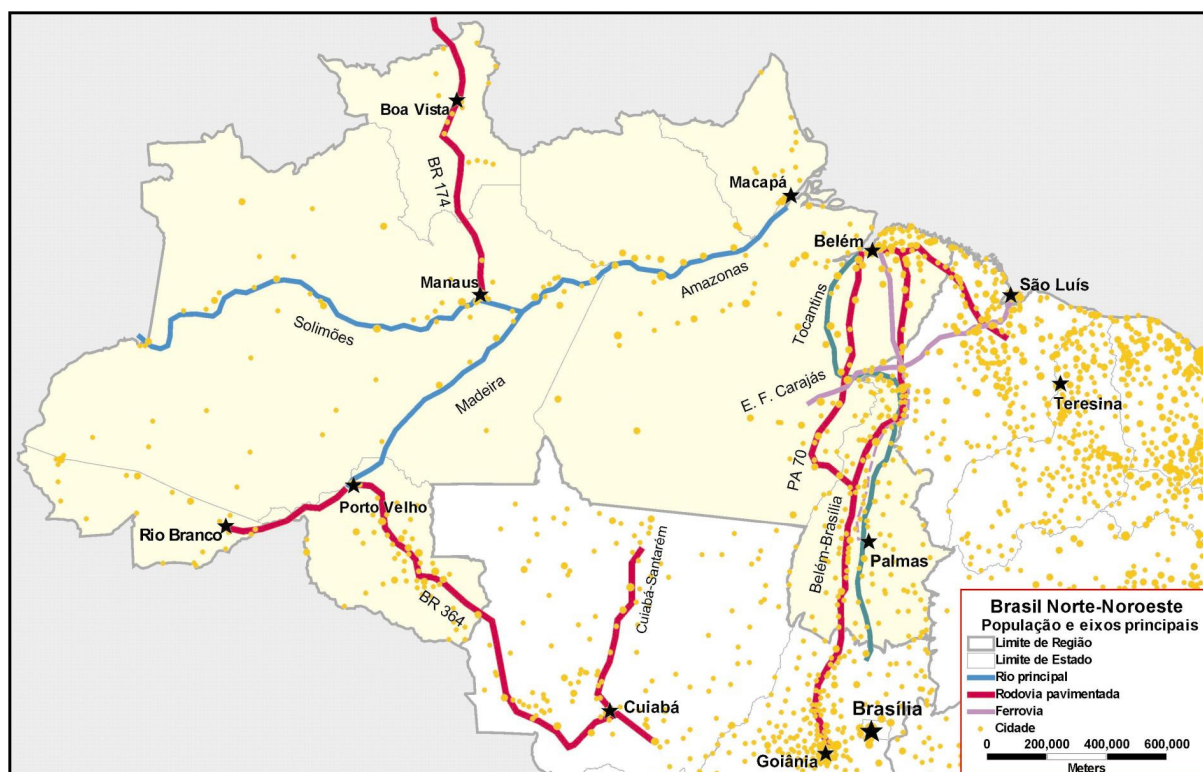 Boa Vista
BR 174
Macapá
Belém
Manaus
Amazonas
São Luís
Solimões
Tocantins
Madeira
E. F. Carajás
Teresina
PA 70
Porto Velho
Rio Branco
Cuiabá-Santarém
Belém-Brasília
Palmas
BR 364
Cuiabá
Brasília
Goiânia
Brasil Norte-Noroeste
População e eixos principais
Limite de Região
Limite de Estado
Rio principal
Rodovia pavimentada
Ferrovia
Cidade
0 200,000 400,000 600,000
Meters